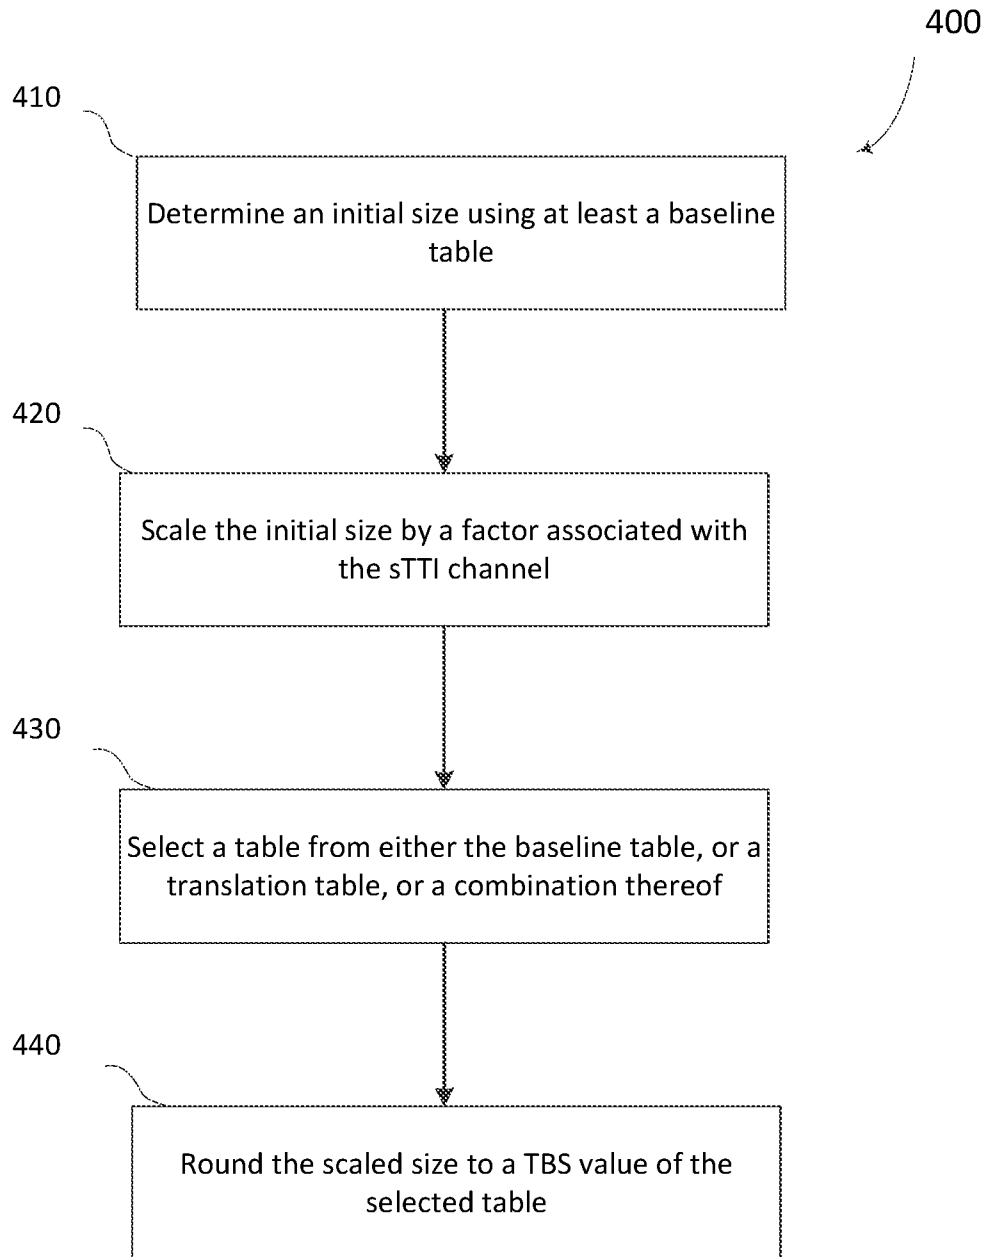 400
410
Determine an initial size using at least a baseline
table
420
Scale the initial size by a factor associated with
the sTTI channel
430
Select a table from either the baseline table, or a
translation table, or a combination thereof
440
Round the scaled size to a TBS value of the
selected table